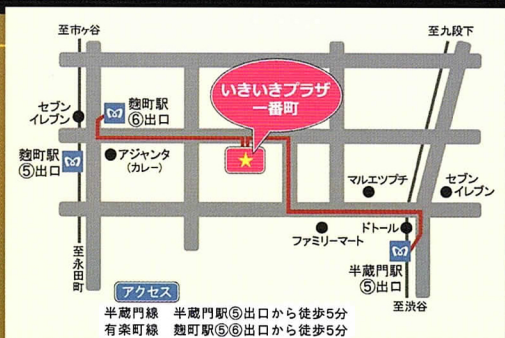 至市ヶ谷
至九段下
いきいきプラザ
一番町
セブン
イレブン
麴町駅
⑥出口
麴町駅
⑤出口
アジャンタ
(カレー)
マルエツプチ
セブン
イレブン
ファミリーマート
ドトール
半蔵門駅
⑤出口
至永田町
至渋谷
アクセス
半蔵門線 半蔵門駅⑤出口から徒歩5分
有楽町線 麴町駅⑤⑥出口から徒歩5分